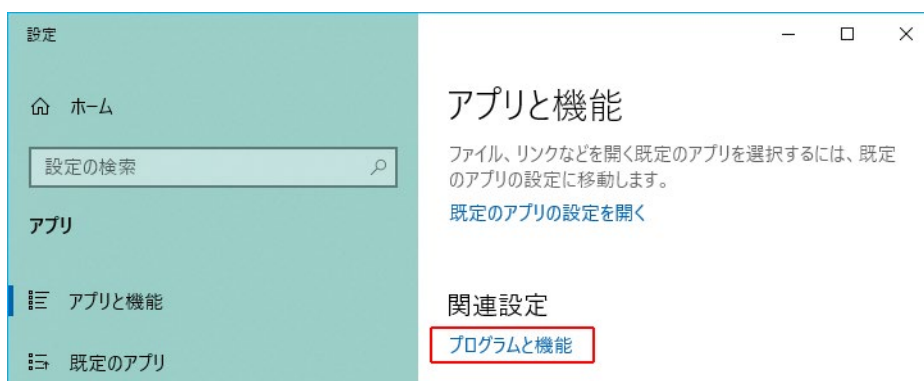 設定
ホーム
設定の検索
アプリ
アプリと機能
既定のアプリ
アプリと機能
ファイル、リンクなどを開く既定のアプリを選択するには、既定
のアプリの設定に移動します。
既定のアプリの設定を開く
関連設定
プログラムと機能